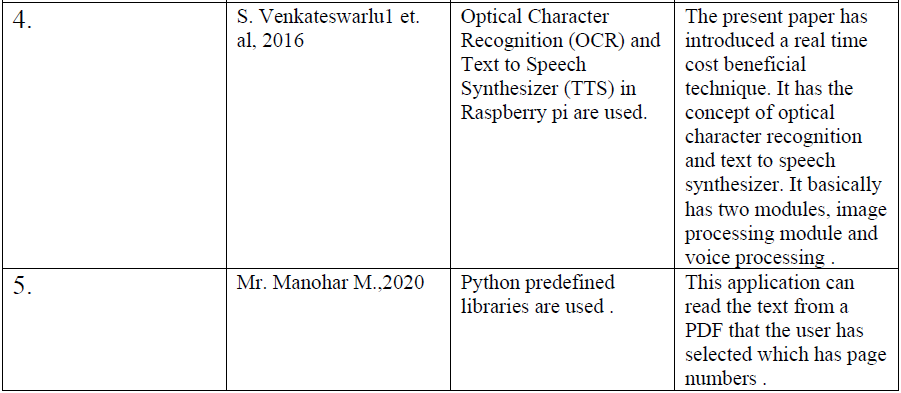 4.
S. Venkateswarlu1 et.
al, 2016
Optical Character
Recognition (OCR) and
Text to Speech
Synthesizer (TTS) in
Raspberry pi are used.
The present paper has
introduced a real time
cost beneficial
technique. It has the
concept of optical
character recognition
and text to speech
synthesizer. It basically
has two modules, image
processing module and
voice processing .
5.
Mr. Manohar M.,2020
Python predefined
libraries are used .
This application can
read the text from a
PDF that the user has
selected which has page
numbers .